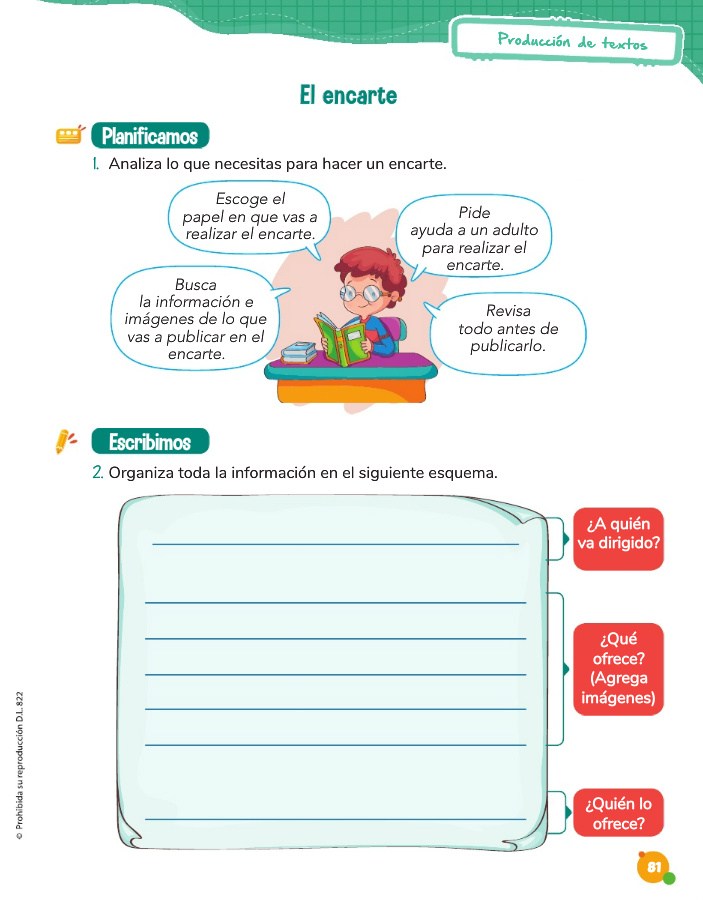 Producción de textos
El encarte
Planificamos
1. Analiza lo que necesitas para hacer un encarte.
Escoge el
papel en que vas a
realizar el encarte.
Pide
ayuda a un adulto
para realizar el
encarte.
Busca
la información e
imágenes de lo que
vas a publicar en el
encarte.
Revisa
todo antes de
publicarlo.
Escribimos
2. Organiza toda la información en el siguiente esquema.
¿A quién
va dirigido?
¿Qué
ofrece?
(Agrega
imágenes)
¿Quién lo
ofrece?
© Prohibida su reproducción D.L. 822
81